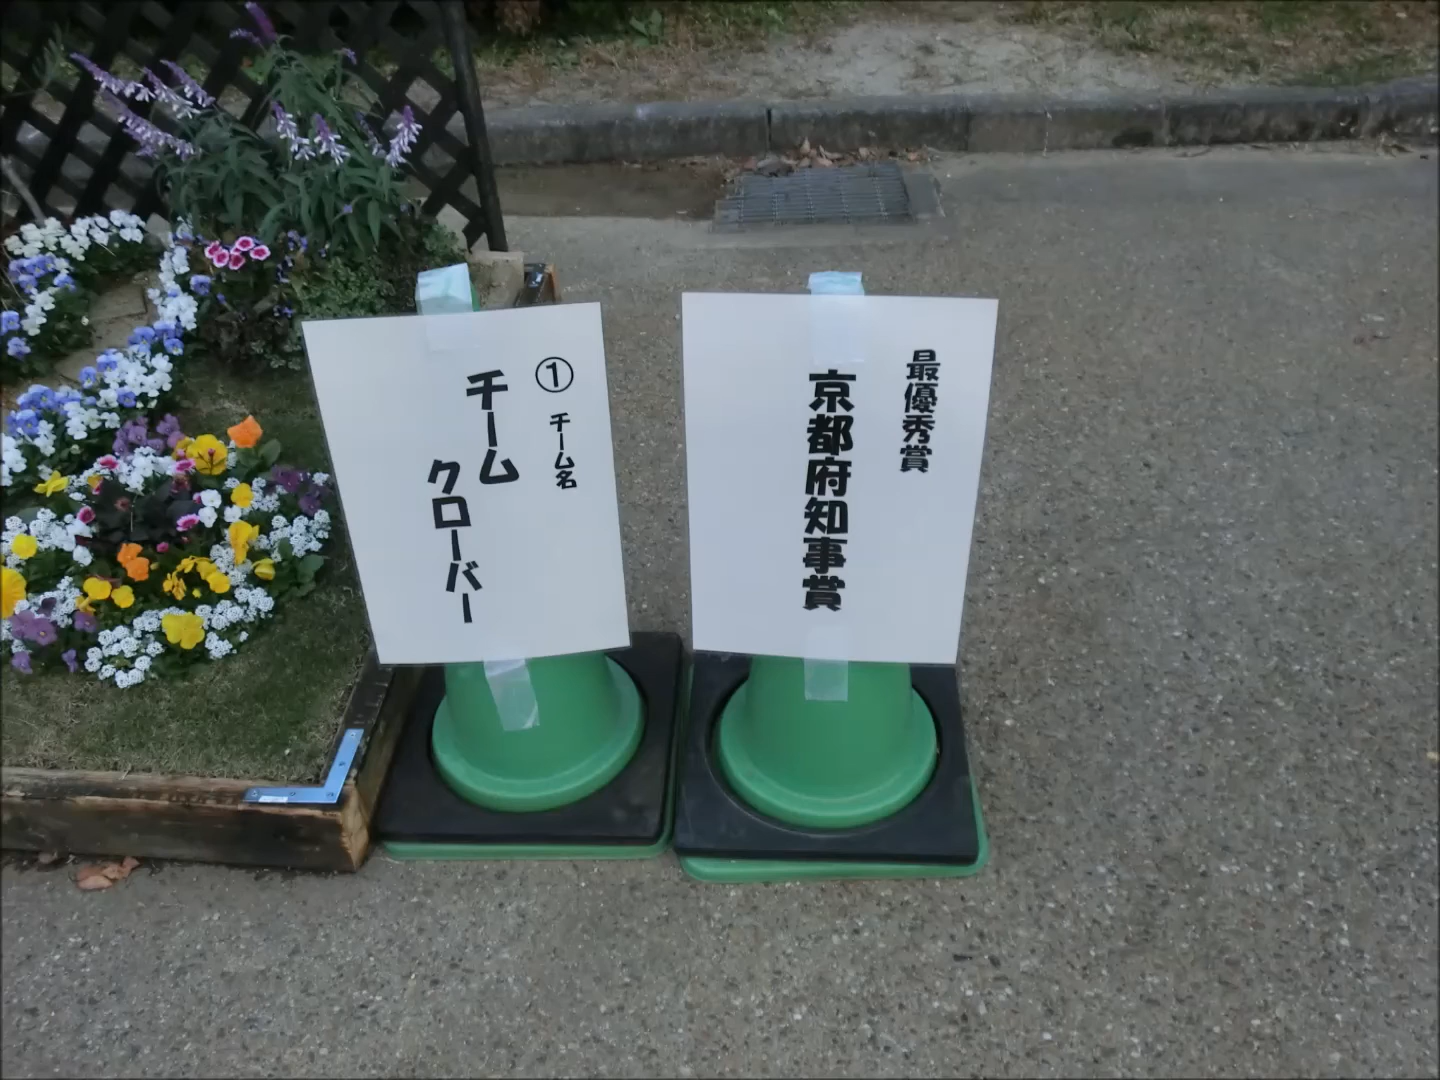 ① チーム名
チーム
クローバー
最優秀賞
京都府知事賞